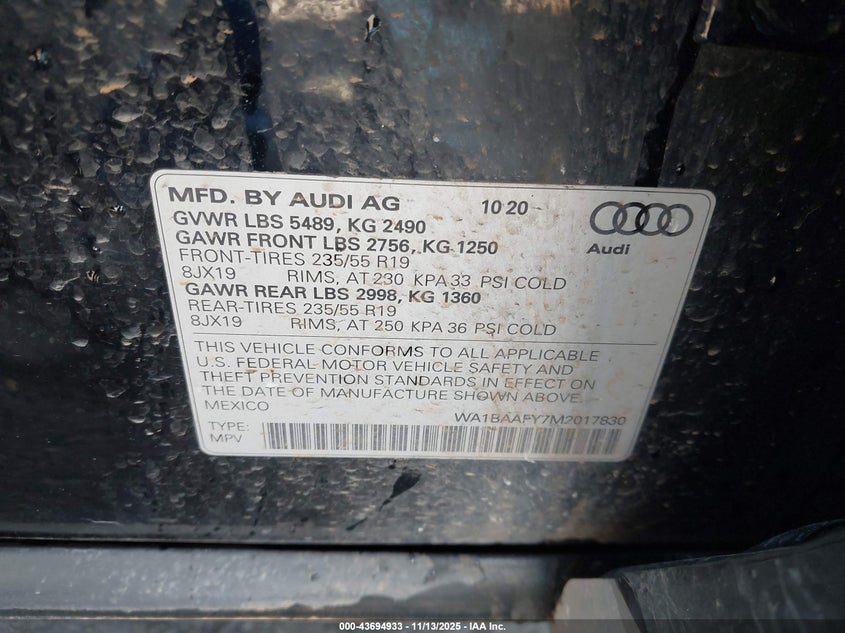 MFD. BY AUDI AG 10 20
GVWR LBS 5489, KG 2490
GAWR FRONT LBS 2756, KG 1250
FRONT-TIRES 235/55 R19
8JX19 RIMS, AT 230 KPA 33 PSI COLD
GAWR REAR LBS 2998, KG 1360
REAR-TIRES 235/55 R19
8JX19 RIMS, AT 250 KPA 36 PSI COLD
Audi
THIS VEHICLE CONFORMS TO ALL APPLICABLE
U.S. FEDERAL MOTOR VEHICLE SAFETY AND
THEFT PREVENTION STANDARDS IN EFFECT ON
THE DATE OF MANUFACTURE SHOWN ABOVE.
MEXICO WA1BAAFY7M2017830
TYPE:
MPV
000-43694933 - 11/13/2025 - IAA Inc.